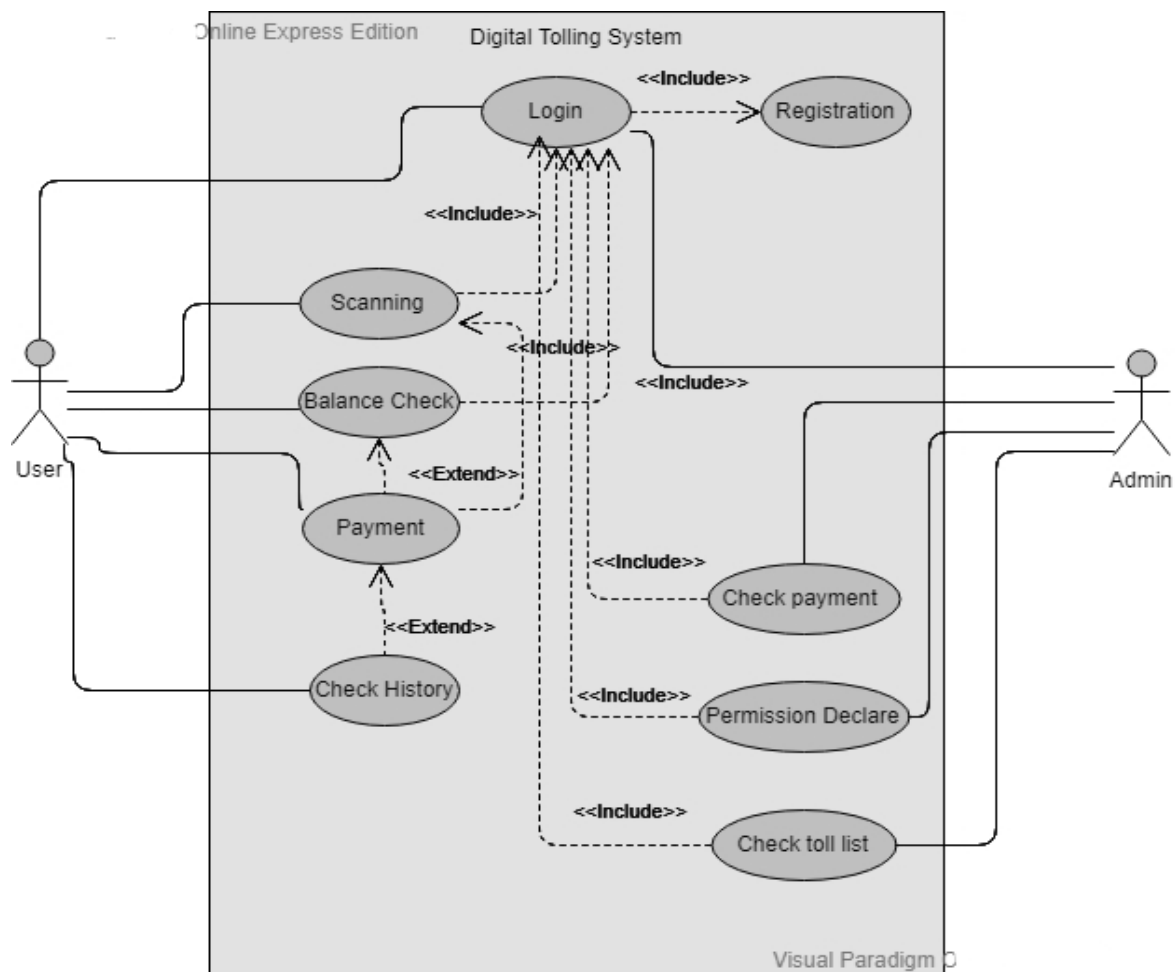 Online Express Edition
Digital Tolling System
<<Include>>
Login
Registration
<<Include>>
Scanning
<<Include>>
<<Include>>
Balance Check
User
<<Extend>>
Admin
Payment
<<Include>>
Check payment
<<Extend>>
Check History
<<Include>>
Permission Declare
<<Include>>
Check toll list
Visual Paradigm O